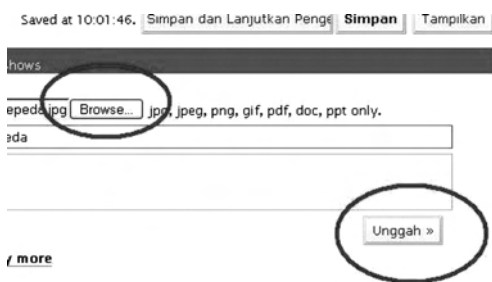 Saved at 10:01:46. Simpan dan Lanjutkan Penge Simpan Tampilkan
hows
epeda.jpg Browse... jpg, jpeg, png, gif, pdf, doc, ppt only.
eda
Unggah »
y more